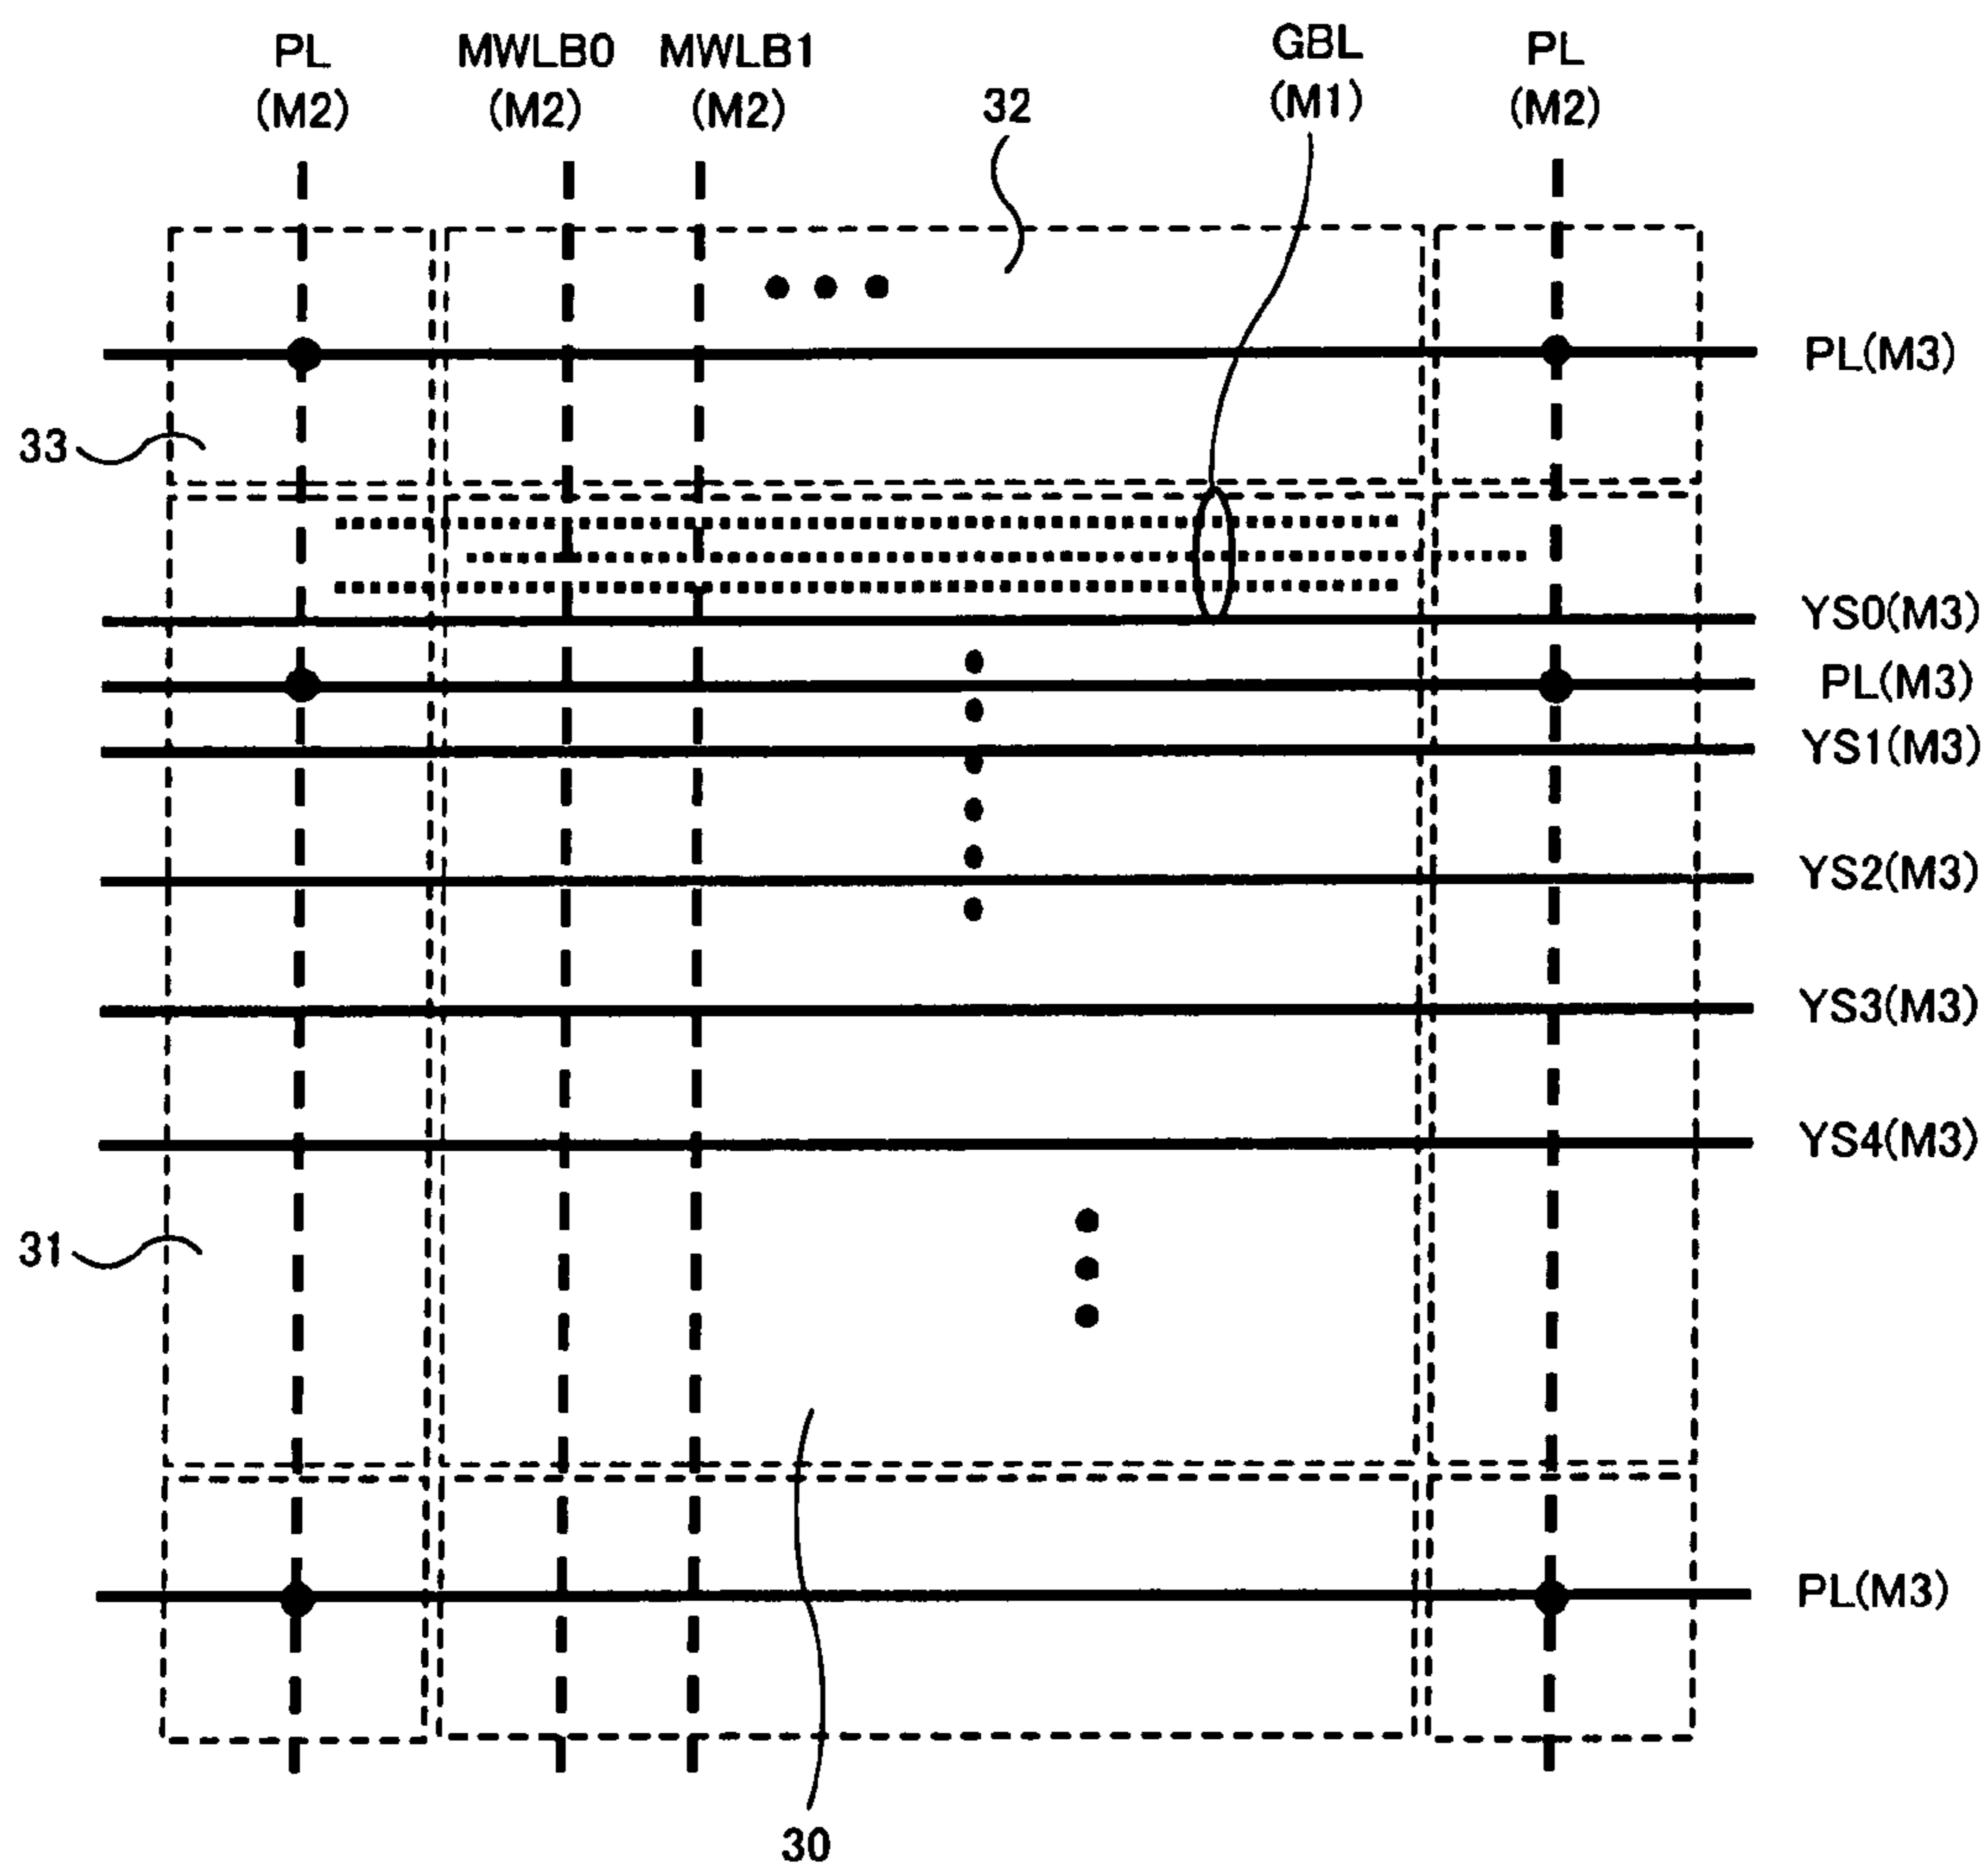 PL
(M2)
MWLB0
(M2)
MWLB1
(M2)
GBL
(M1)
PL
(M2)
32
PL(M3)
33
YS0(M3)
PL(M3)
YS1(M3)
YS2(M3)
YS3(M3)
YS4(M3)
31
PL(M3)
30